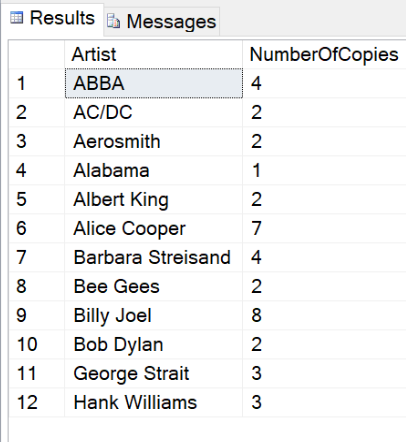 Results Messages
Artist NumberOfCopies
1 ABBA 4
2 AC/DC 2
3 Aerosmith 2
4 Alabama 1
5 Albert King 2
6 Alice Cooper 7
7 Barbara Streisand 4
8 Bee Gees 2
9 Billy Joel 8
10 Bob Dylan 2
11 George Strait 3
12 Hank Williams 3